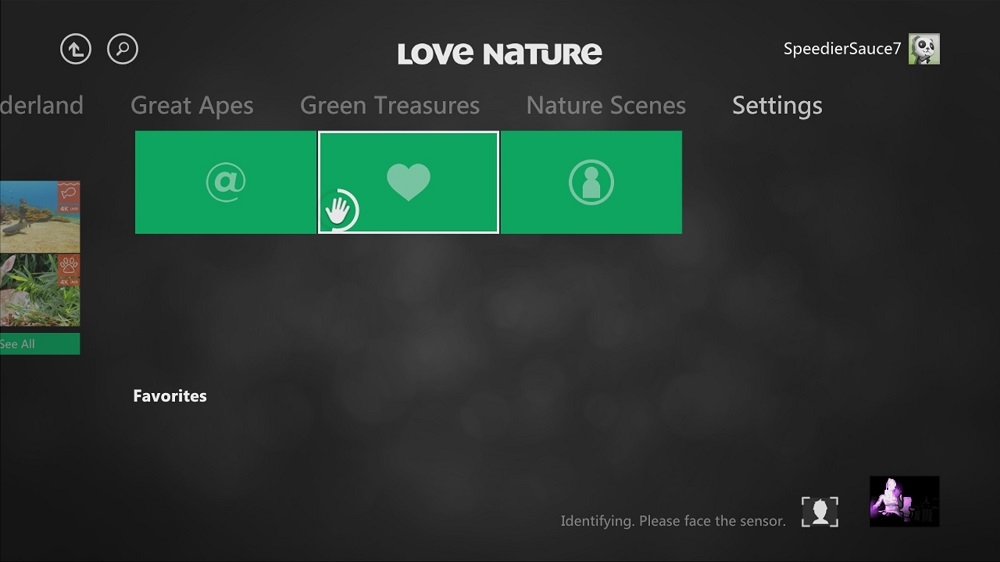 LOVE NATURE
SpeedierSauce7
derland Great Apes Green Treasures Nature Scenes Settings
@
4K
4K
See All
Favorites
Identifying. Please face the sensor.